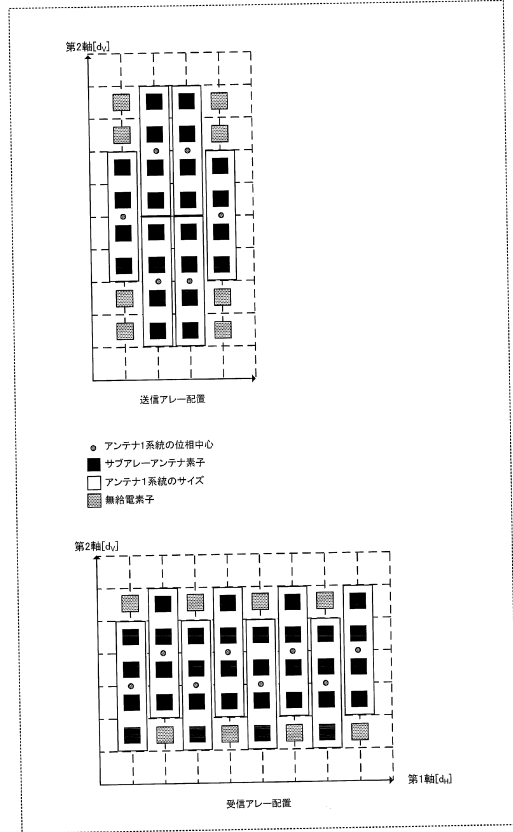 第2軸[dV]
送信アレー配置
アンテナ1系統の位相中心
サブアレーアンテナ素子
アンテナ1系統のサイズ
無給電素子
第2軸[dV]
第1軸[dH]
受信アレー配置